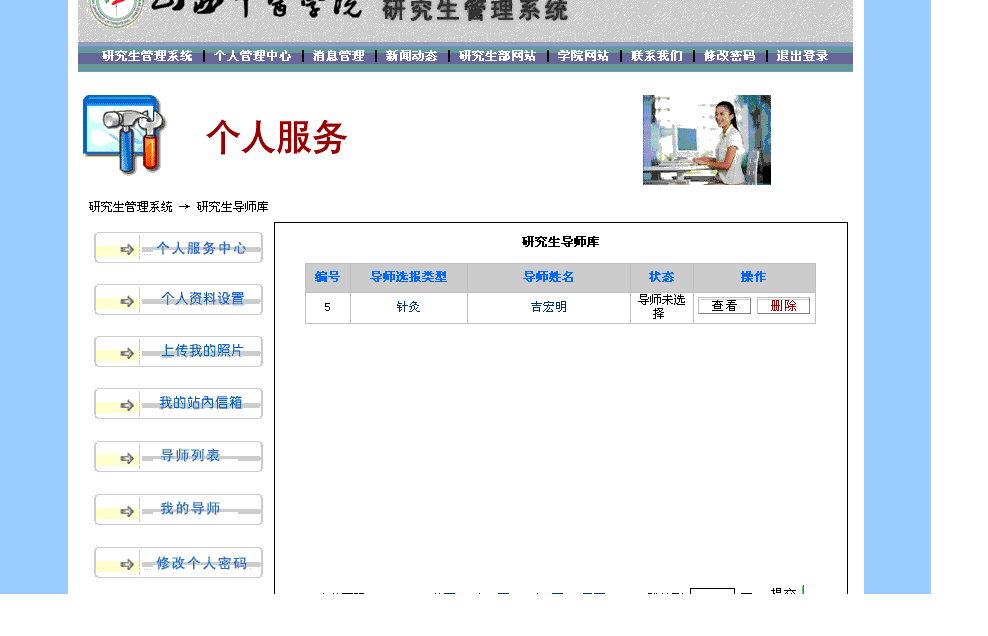 研究生管理系统
研究生管理系统 | 个人管理中心 | 消息管理 | 新闻动态 | 研究生部网站 | 学院网站 | 联系我们 | 修改密码 | 退出登录
个人服务
研究生管理系统 → 研究生导师库
个人服务中心
个人资料设置
上传我的照片
我的站内信箱
导师列表
我的导师
修改个人密码
研究生导师库
编号 导师选报类型 导师姓名 状态 操作
5 针灸 吉宏明 导师未选择 查看 删除
提交